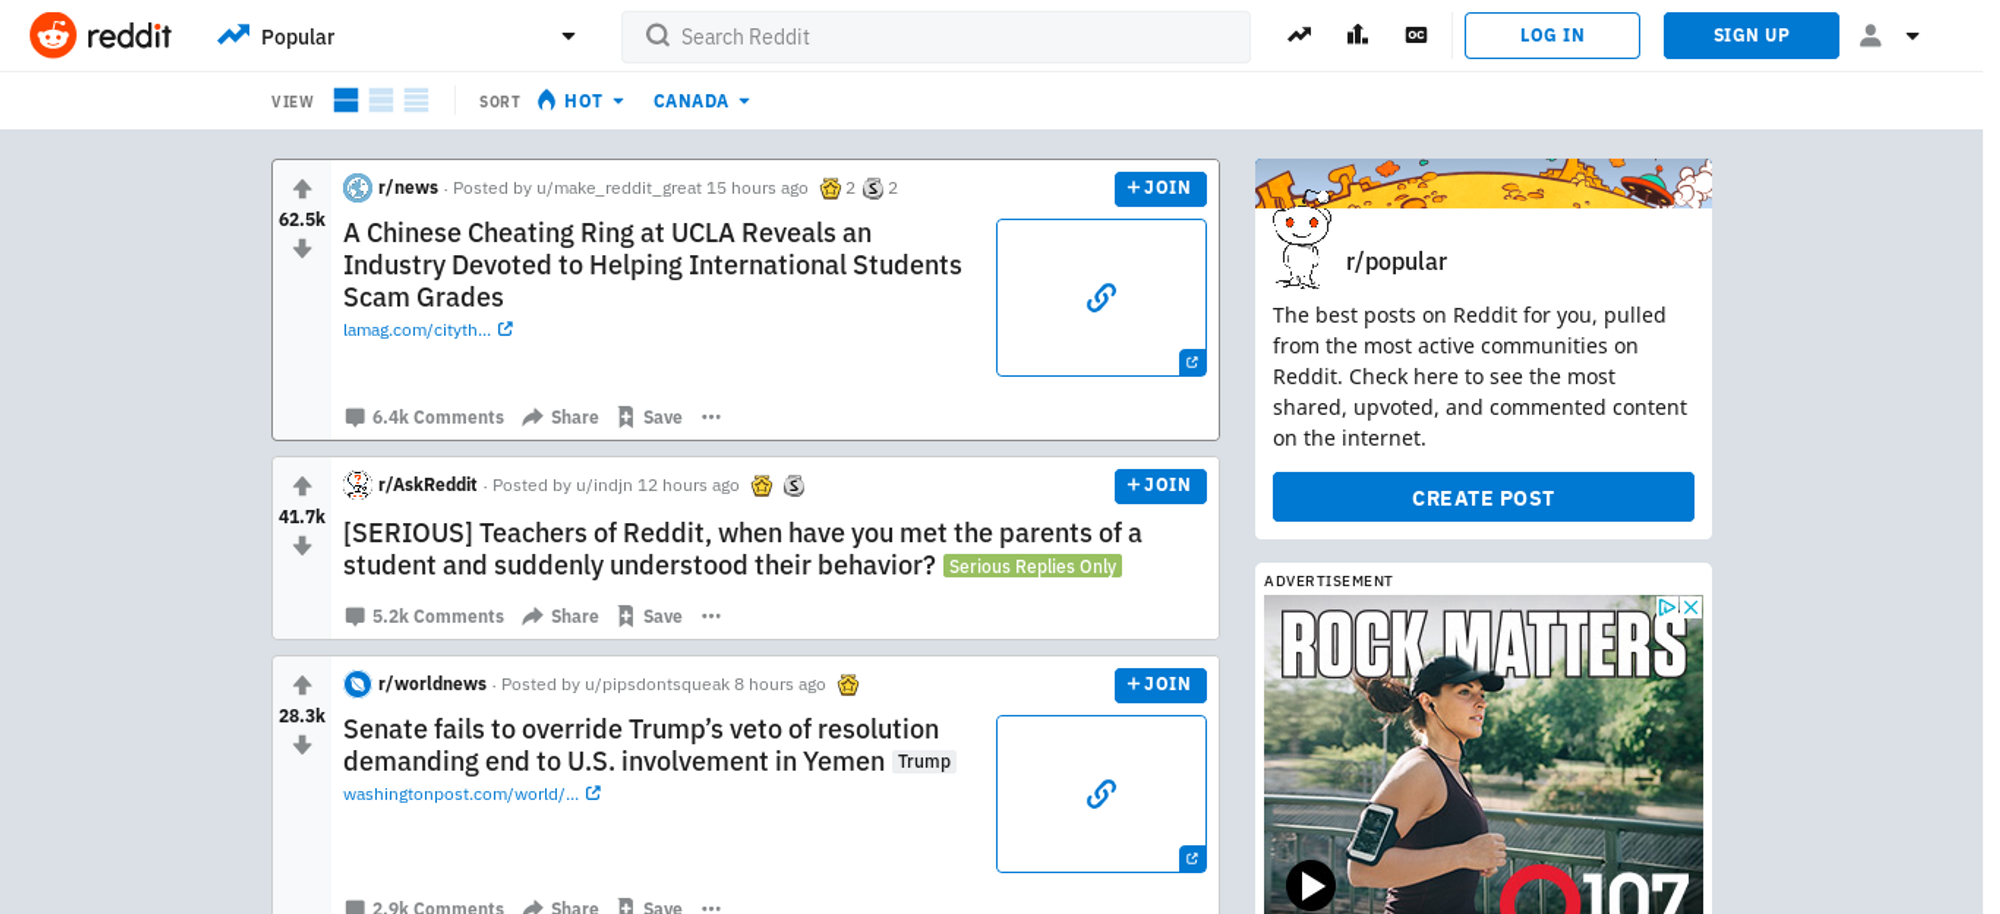 reddit
Popular
Search Reddit
OC
LOG IN
SIGN UP
VIEW
SORT
HOT
CANADA
r/news · Posted by u/make_reddit_great 15 hours ago 2 S 2
+ JOIN
62.5k
A Chinese Cheating Ring at UCLA Reveals an
Industry Devoted to Helping International Students
Scam Grades
lamag.com/cityth...
6.4k Comments
Share
Save
r/AskReddit · Posted by u/indjn 12 hours ago S
+ JOIN
41.7k
[SERIOUS] Teachers of Reddit, when have you met the parents of a
student and suddenly understood their behavior? Serious Replies Only
5.2k Comments
Share
Save
r/worldnews · Posted by u/pipsdontsqueak 8 hours ago
+ JOIN
28.3k
Senate fails to override Trump’s veto of resolution
demanding end to U.S. involvement in Yemen Trump
washingtonpost.com/world/...
2.9k Comments
Share
Save
r/popular
The best posts on Reddit for you, pulled
from the most active communities on
Reddit. Check here to see the most
shared, upvoted, and commented content
on the internet.
CREATE POST
ADVERTISEMENT
ROCK MATTERS
Q107